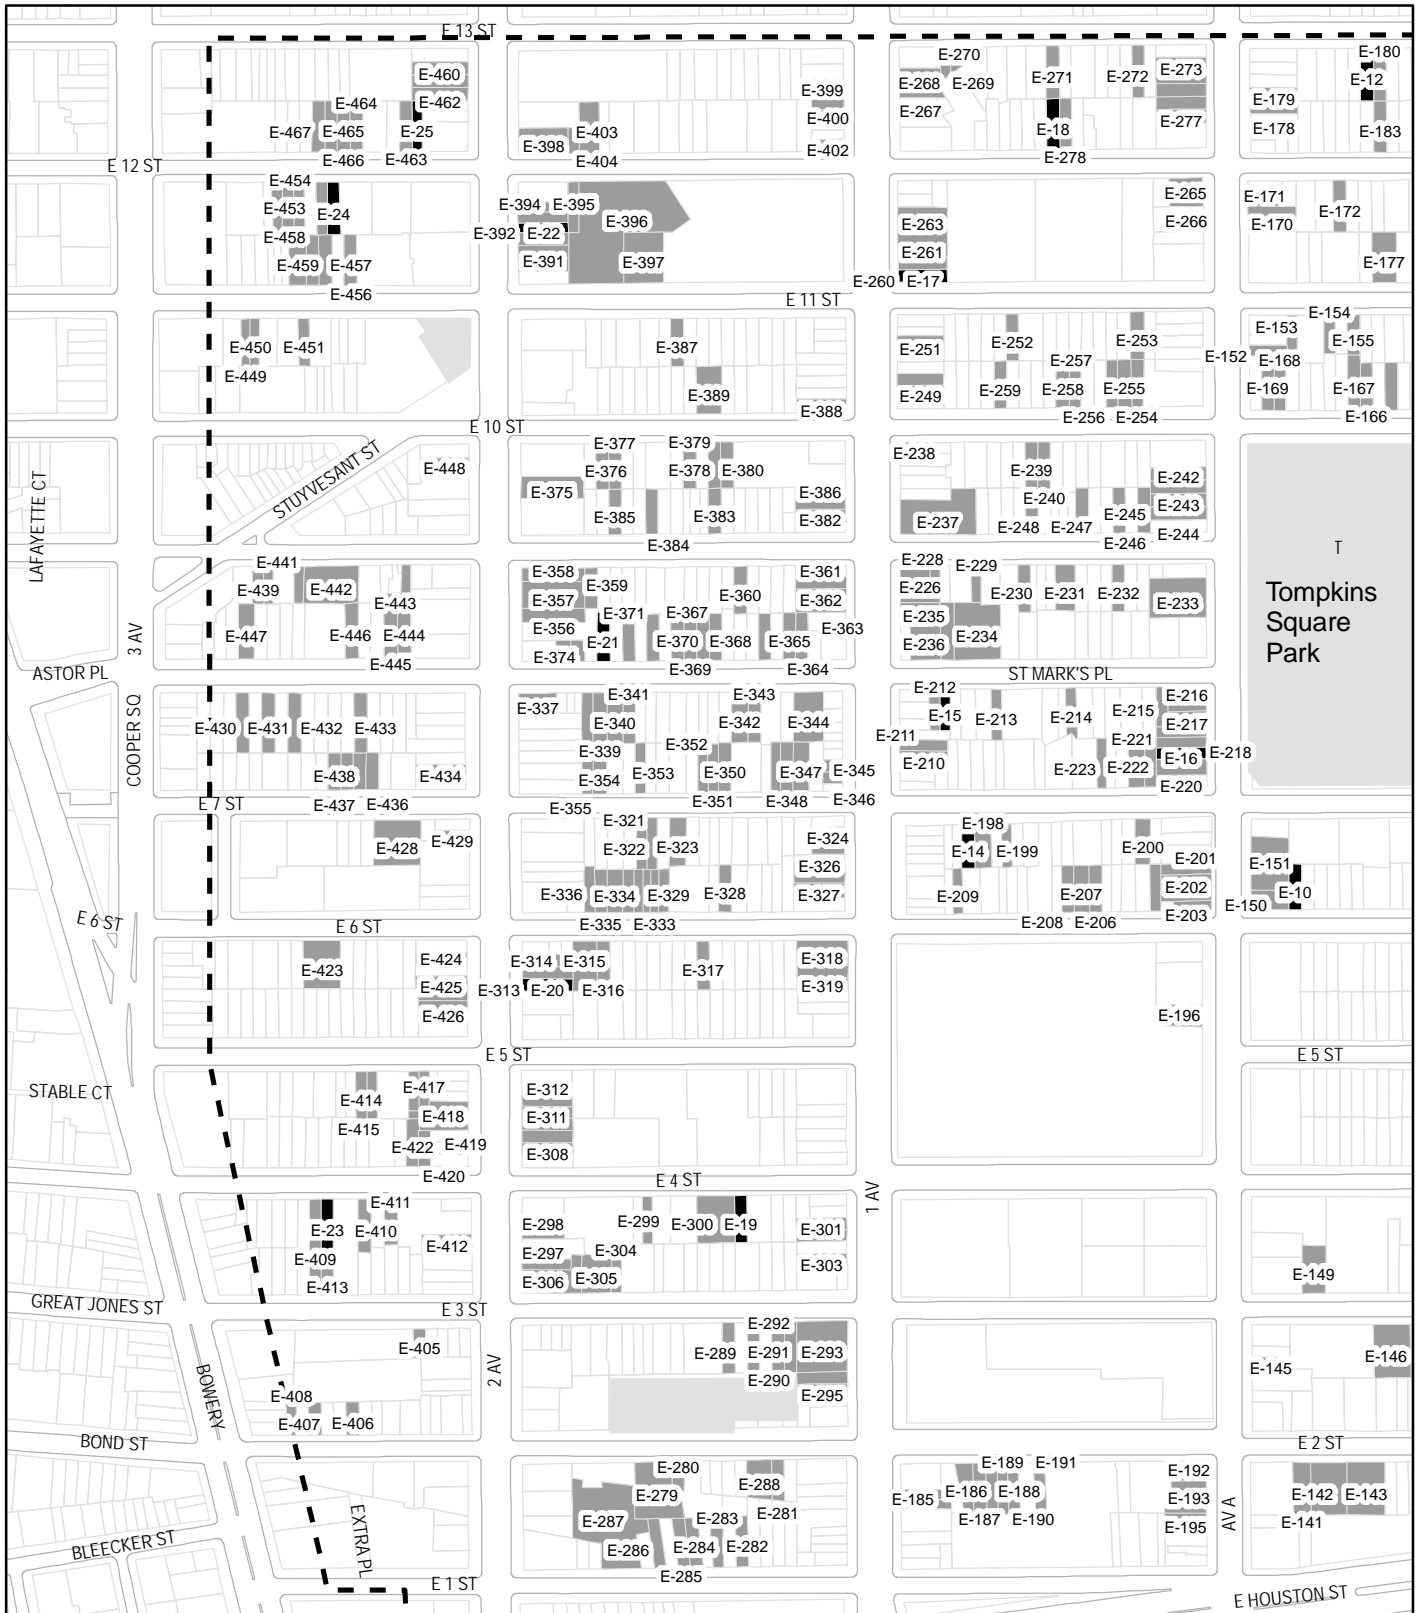 E 13 ST
E-460
E-462
E-464
E-467
E-465
E-25
E-466
E-463
E-399
E-400
E-403
E-398
E-404
E-402
E-270
E-268
E-269
E-267
E-271
E-272
E-273
E-277
E-18
E-278
E-180
E-12
E-179
E-178
E-183
E 12 ST
E-454
E-453
E-24
E-458
E-459
E-457
E-456
E-394
E-395
E-392
E-22
E-396
E-391
E-397
E-263
E-261
E-260
E-17
E-265
E-266
E-171
E-170
E-172
E-177
E 11 ST
E-450
E-451
E-449
E-387
E-389
E-388
E-251
E-249
E-252
E-253
E-257
E-259
E-258
E-255
E-256
E-254
E-152
E-153
E-154
E-155
E-168
E-169
E-167
E-166
E 10 ST
STUYVESANT ST
E-448
E-377
E-376
E-379
E-378
E-380
E-375
E-385
E-383
E-384
E-386
E-382
E-238
E-237
E-239
E-240
E-248
E-247
E-245
E-246
E-242
E-243
E-244
LAFAYETTE CT
T
Tompkins
Square
Park
E-441
E-439
E-442
E-443
E-447
E-446
E-444
E-445
E-358
E-359
E-357
E-356
E-371
E-21
E-374
E-367
E-370
E-368
E-369
E-360
E-361
E-362
E-363
E-365
E-364
E-228
E-226
E-229
E-230
E-231
E-232
E-233
E-235
E-234
E-236
3 AV
ASTOR PL
ST MARK'S PL
COOPER SQ
E-430
E-431
E-432
E-433
E-438
E-434
E-437
E-436
E-337
E-341
E-340
E-339
E-354
E-353
E-352
E-355
E-343
E-342
E-344
E-350
E-351
E-347
E-348
E-345
E-346
E-212
E-15
E-211
E-210
E-213
E-214
E-215
E-216
E-217
E-221
E-16
E-218
E-223
E-222
E-220
E 7 ST
E-428
E-429
E-321
E-322
E-323
E-324
E-326
E-327
E-336
E-334
E-329
E-328
E-335
E-333
E-198
E-14
E-199
E-209
E-200
E-201
E-202
E-203
E-207
E-208
E-206
E-151
E-150
E-10
E 6 ST
E 6 ST
E-423
E-424
E-425
E-426
E-314
E-315
E-313
E-20
E-316
E-317
E-318
E-319
E-196
E 5 ST
E 5 ST
STABLE CT
E-414
E-415
E-417
E-418
E-422
E-419
E-420
E-312
E-311
E-308
E 4 ST
1 AV
E-411
E-23
E-410
E-409
E-413
E-412
E-298
E-297
E-306
E-304
E-305
E-299
E-300
E-19
E-301
E-303
E-149
GREAT JONES ST
E 3 ST
BOWERY
2 AV
E-405
E-408
E-407
E-406
E-292
E-289
E-291
E-290
E-293
E-295
E-145
E-146
BOND ST
E 2 ST
E-280
E-279
E-288
E-287
E-283
E-281
E-286
E-284
E-282
E-285
E-189
E-191
E-185
E-186
E-188
E-187
E-190
E-192
E-193
E-195
AV A
E-142
E-143
E-141
BLEECKER ST
EXTRA PL
E 1 ST
E HOUSTON ST